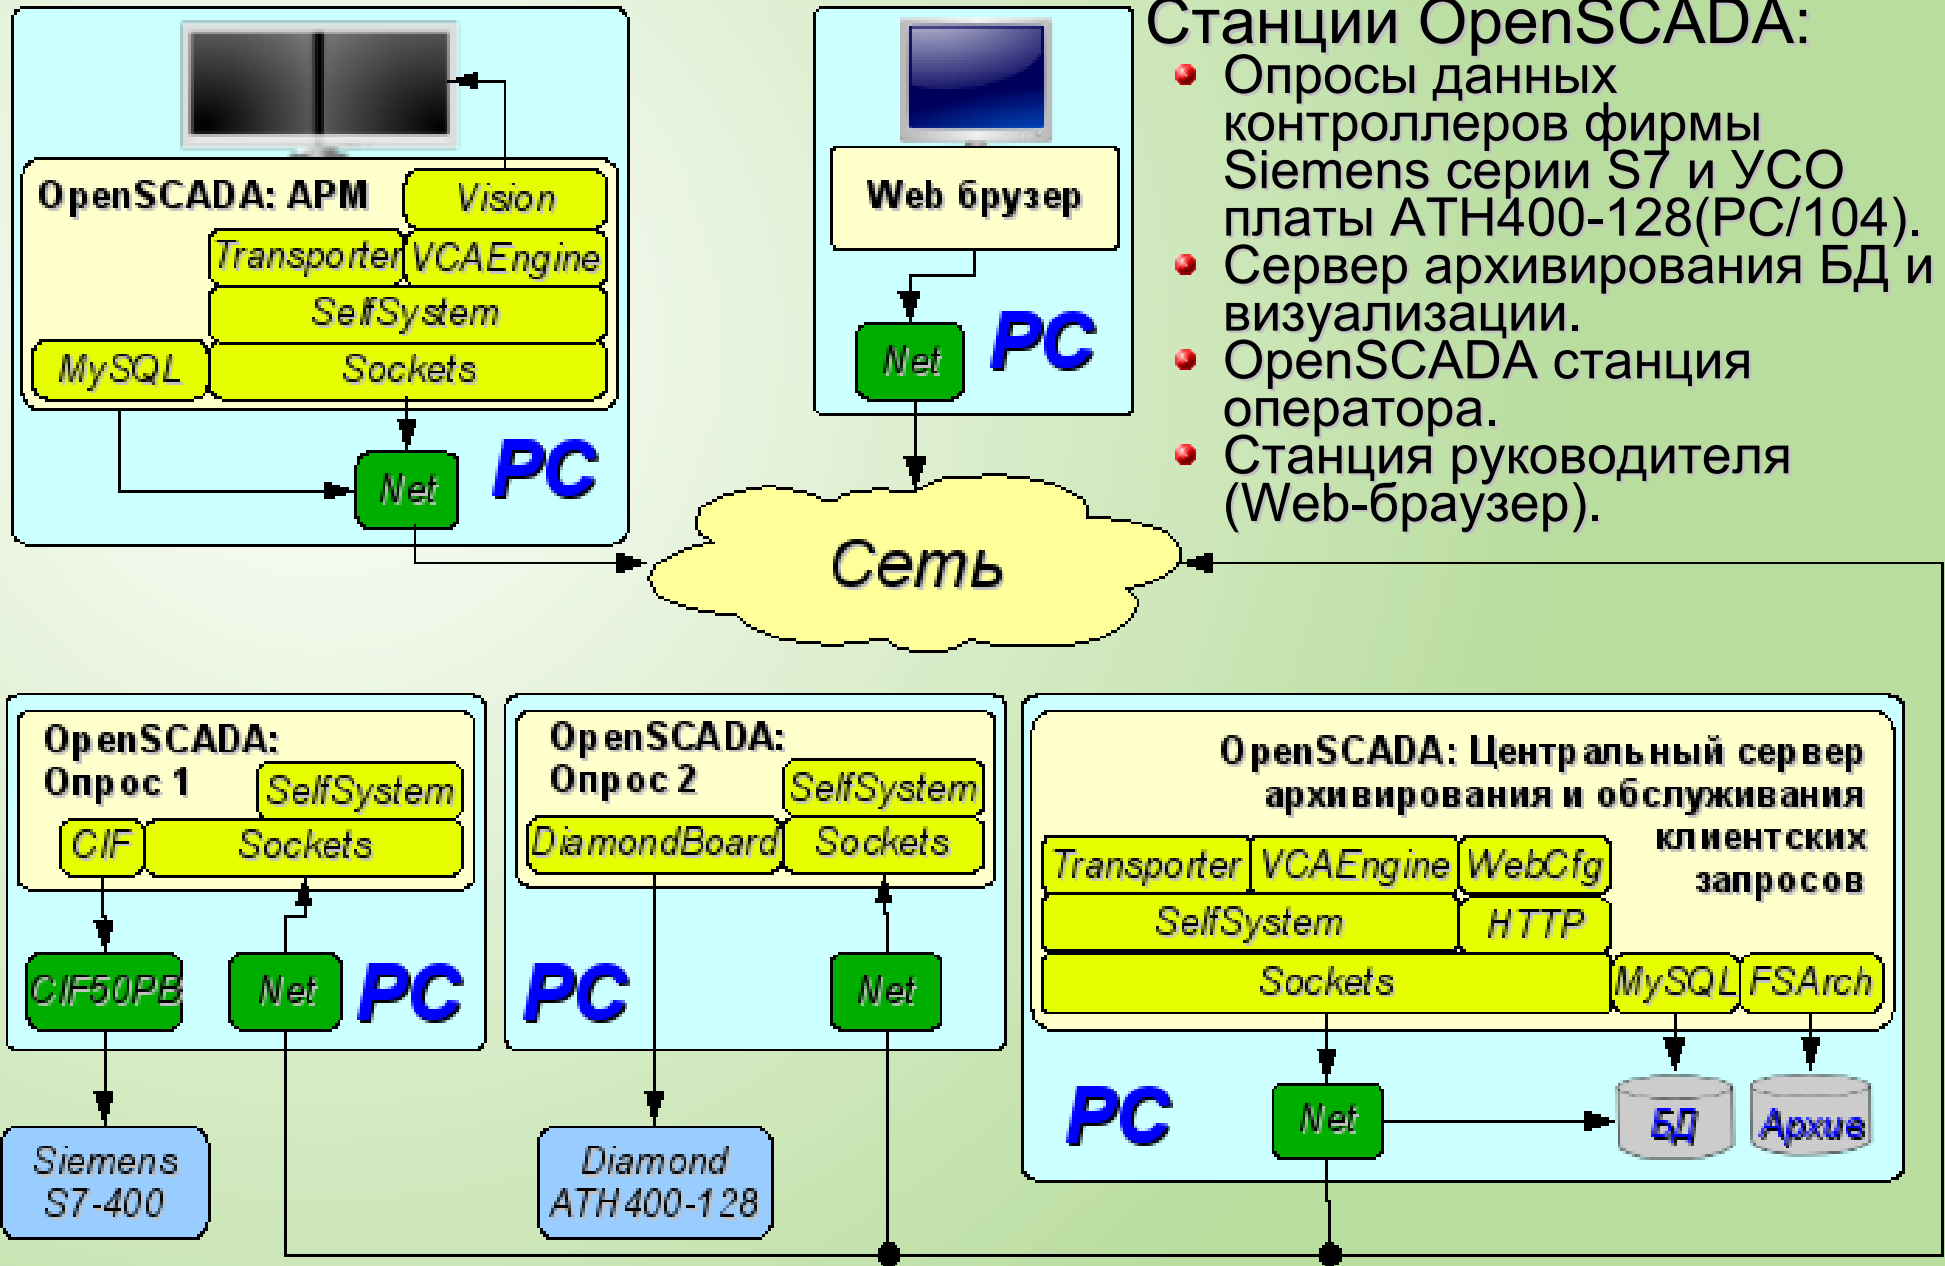 Станции OpenSCADA:
Опросы данных
контроллеров фирмы
Siemens серии S7 и УСО
платы ATH400-128(PC/104).
Сервер архивирования БД и
визуализации.
OpenSCADA станция
оператора.
Станция руководителя
(Web-браузер).
OpenSCADA: АРМ
Vision
Transporter
VCAEngine
SelfSystem
MySQL
Sockets
Net
PC
Web брузер
Net
PC
Сеть
OpenSCADA:
Опрос 1
SelfSystem
CIF
Sockets
CIF50PB
Net
PC
Siemens
S7-400
OpenSCADA:
Опрос 2
SelfSystem
DiamondBoard
Sockets
PC
Net
Diamond
ATH400-128
OpenSCADA: Центральный сервер
архивирования и обслуживания
клиентских
запросов
Transporter
VCAEngine
WebCfg
SelfSystem
HTTP
Sockets
MySQL
FSArch
PC
Net
БД
Архив